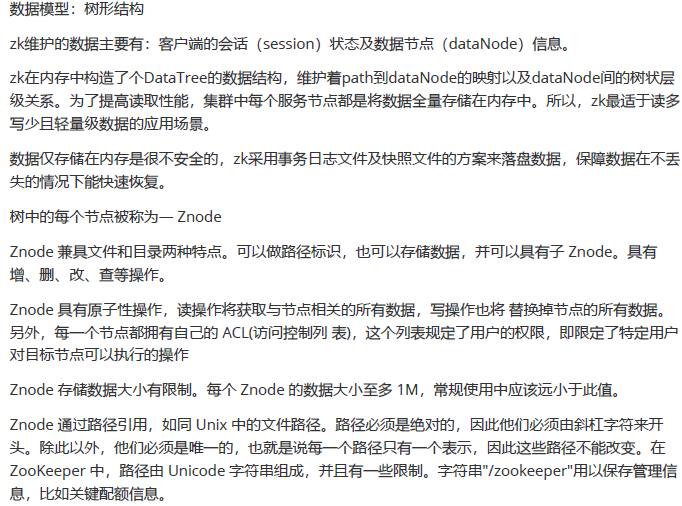 数据模型：树形结构
zk维护的数据主要有：客户端的会话（session）状态及数据节点（dataNode）信息。
zk在内存中构造了个DataTree的数据结构，维护着path到dataNode的映射以及dataNode间的树状层
级关系。为了提高读取性能，集群中每个服务节点都是将数据全量存储在内存中。所以，zk最适于读多
写少且轻量级数据的应用场景。
数据仅存储在内存是很不安全的，zk采用事务日志文件及快照文件的方案来落盘数据，保障数据在不丢
失的情况下能快速恢复。
树中的每个节点被称为— Znode
Znode 兼具文件和目录两种特点。可以做路径标识，也可以存储数据，并可以具有子 Znode。具有
增、删、改、查等操作。
Znode 具有原子性操作，读操作将获取与节点相关的所有数据，写操作也将 替换掉节点的所有数据。
另外，每一个节点都拥有自己的 ACL(访问控制列 表)，这个列表规定了用户的权限，即限定了特定用户
对目标节点可以执行的操作
Znode 存储数据大小有限制。每个 Znode 的数据大小至多 1M，常规使用中应该远小于此值。
Znode 通过路径引用，如同 Unix 中的文件路径。路径必须是绝对的，因此他们必须由斜杠字符来开
头。除此以外，他们必须是唯一的，也就是说每一个路径只有一个表示，因此这些路径不能改变。在
ZooKeeper 中，路径由 Unicode 字符串组成，并且有一些限制。字符串"/zookeeper"用以保存管理信
息，比如关键配额信息。